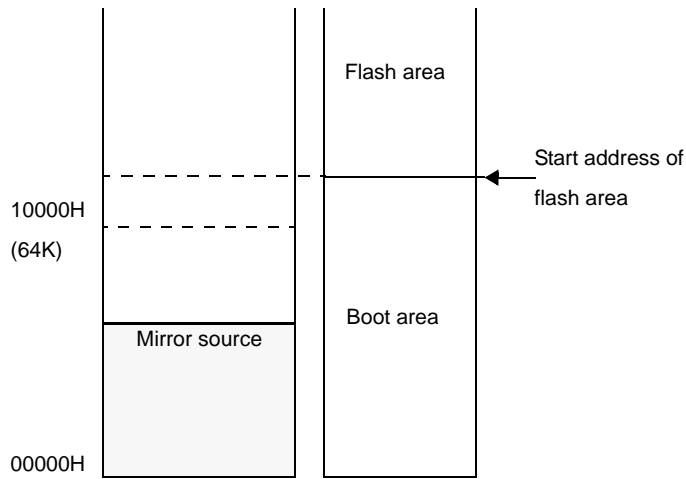 Flash area
Start address of
flash area
10000H
(64K)
Boot area
Mirror source
00000H